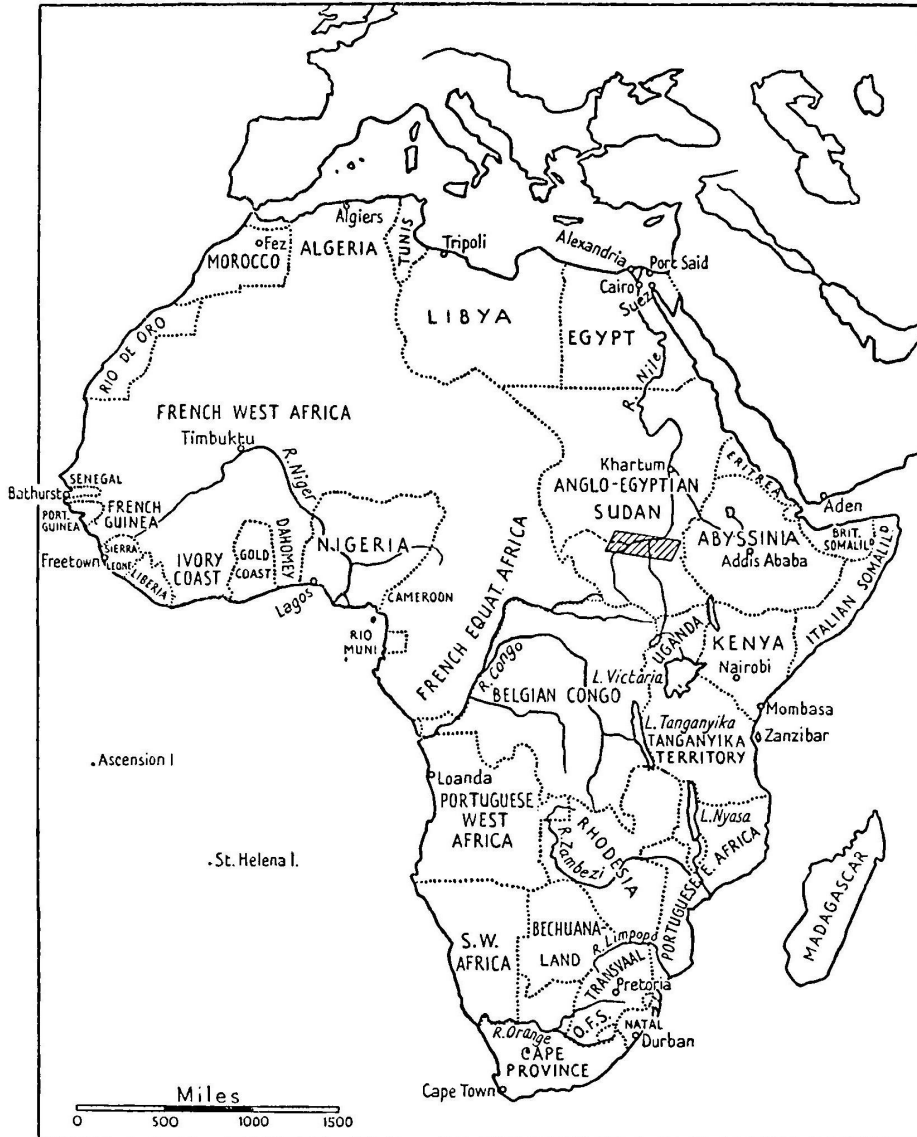 Algiers
Fez
MOROCCO
ALGERIA
TUNIS
Tripoli
Alexandria
Port Said
Cairo
Suez
LIBYA
EGYPT
R. Nile
RIO DE ORO
FRENCH WEST AFRICA
Timbuktu
R. Niger
Khartum
ANGLO-EGYPTIAN
SUDAN
ERITREA
Aden
SENEGAL
Bathurst
PORT.
GUINEA
FRENCH
GUINEA
SIERRA
LEONE
Freetown
LIBERIA
IVORY
COAST
GOLD
COAST
DAHOMEY
NIGERIA
Lagos
CAMEROON
RIO
MUNI
FRENCH EQUAT. AFRICA
ABYSSINIA
Addis Ababa
BRIT.
SOMALILD
ITALIAN SOMALILD
UGANDA
KENYA
Nairobi
L. Victoria
R. Congo
BELGIAN CONGO
Mombasa
L. Tanganyika
Zanzibar
TANGANYIKA
TERRITORY
Ascension I
Loanda
PORTUGUESE
WEST
AFRICA
RHODESIA
R. Zambezi
L. Nyasa
PORTUGUESE E. AFRICA
St. Helena I.
MADAGASCAR
S.W.
AFRICA
BECHUANA-
LAND
R. Limpopo
TRANSVAAL
Pretoria
O.F.S.
NATAL
Durban
R. Orange
CAPE
PROVINCE
Cape Town
Miles
0 500 1000 1500